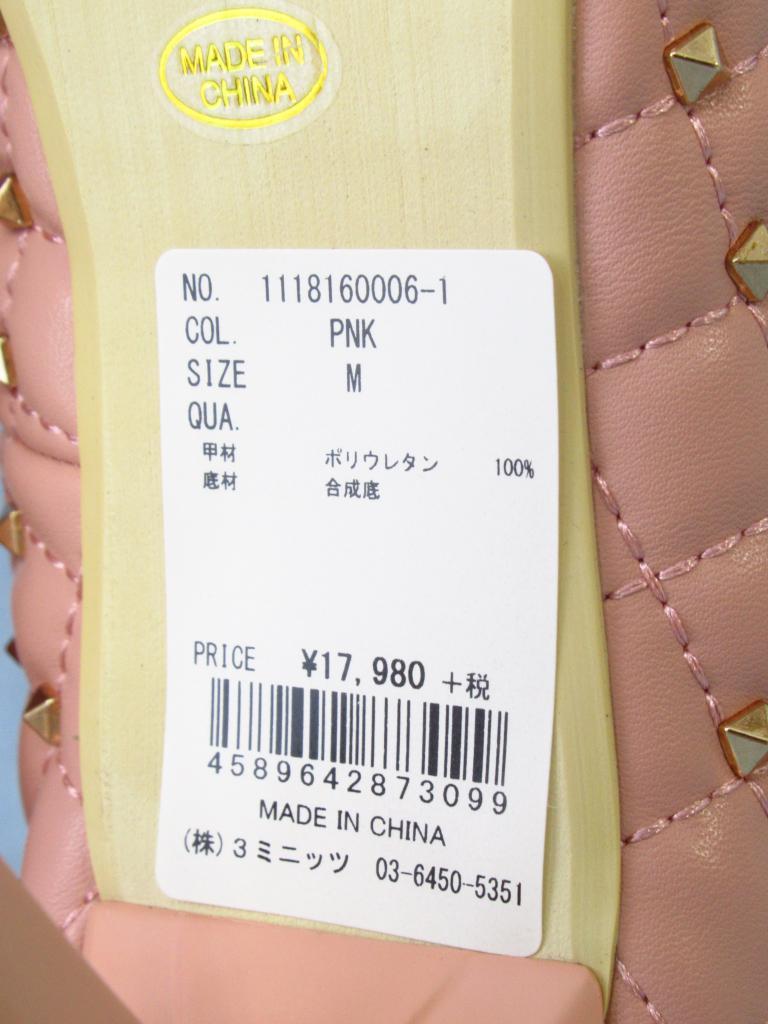 MADE IN
CHINA
NO. 1118160006-1
COL. PNK
SIZE M
QUA.
甲材 ポリウレタン 100%
底材 合成底
PRICE ¥17,980 +税
4589642873099
MADE IN CHINA
(株)3ミニッツ 03-6450-5351